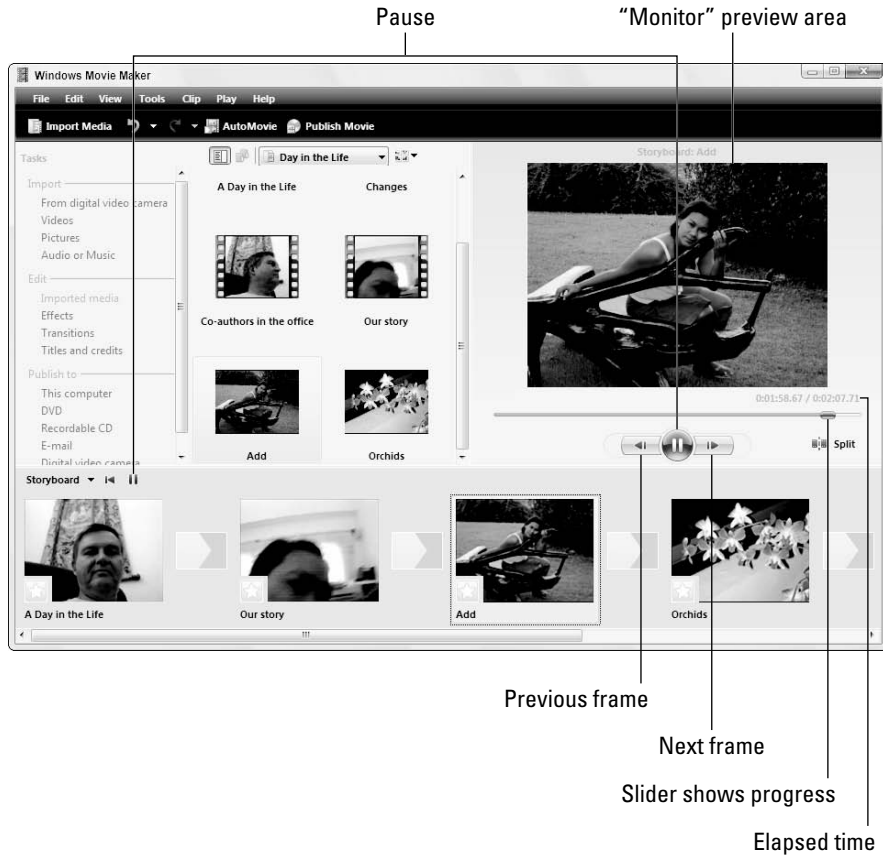 Pause
“Monitor” preview area
Windows Movie Maker
File Edit View Tools Clip Play Help
Import Media AutoMovie Publish Movie
Tasks
Day in the Life
Storyboard: Add
Import
From digital video camera
Videos
Pictures
Audio or Music
Edit
Imported media
Effects
Transitions
Titles and credits
Publish to
This computer
DVD
Recordable CD
E-mail
Digital video camera
A Day in the Life
Changes
Co-authors in the office
Our story
Add
Orchids
0:01:58.67 / 0:02:07.71
Split
Storyboard
A Day in the Life
Our story
Add
Orchids
Previous frame
Next frame
Slider shows progress
Elapsed time